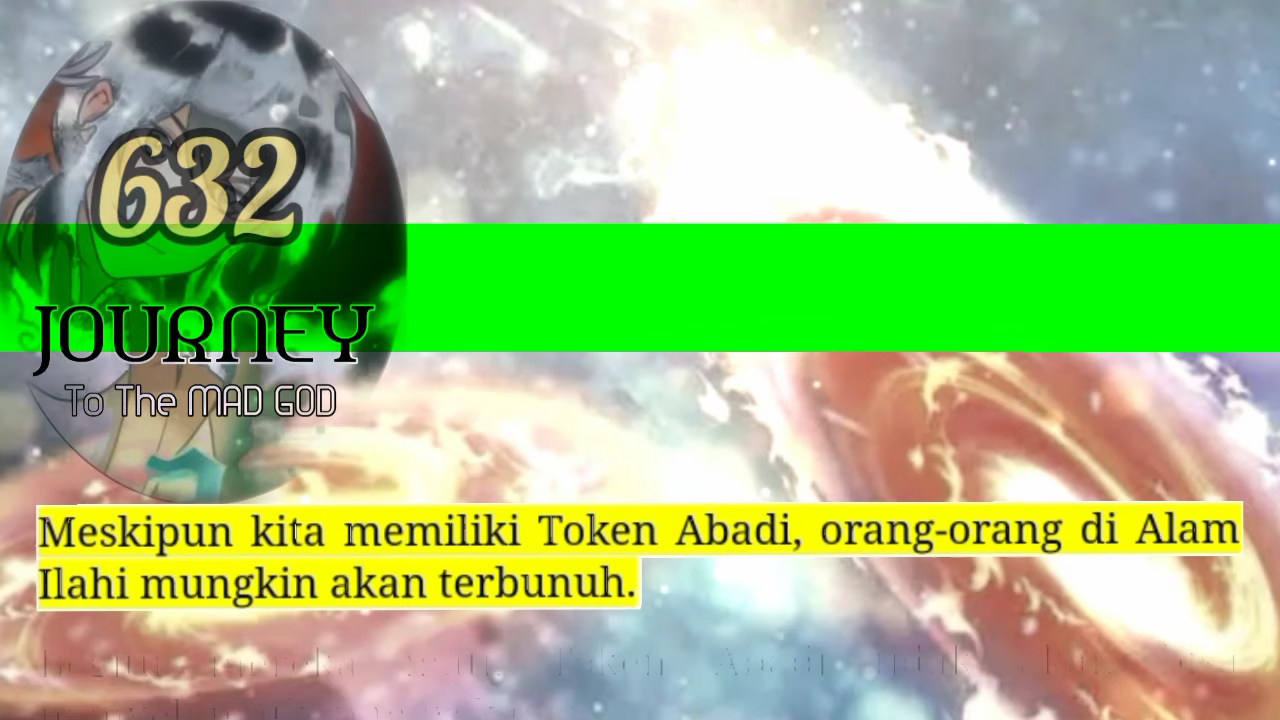 632
JOURNEY
To The MAD GOD
Meskipun kita memiliki Token Abadi, orang-orang di Alam
Ilahi mungkin akan terbunuh.